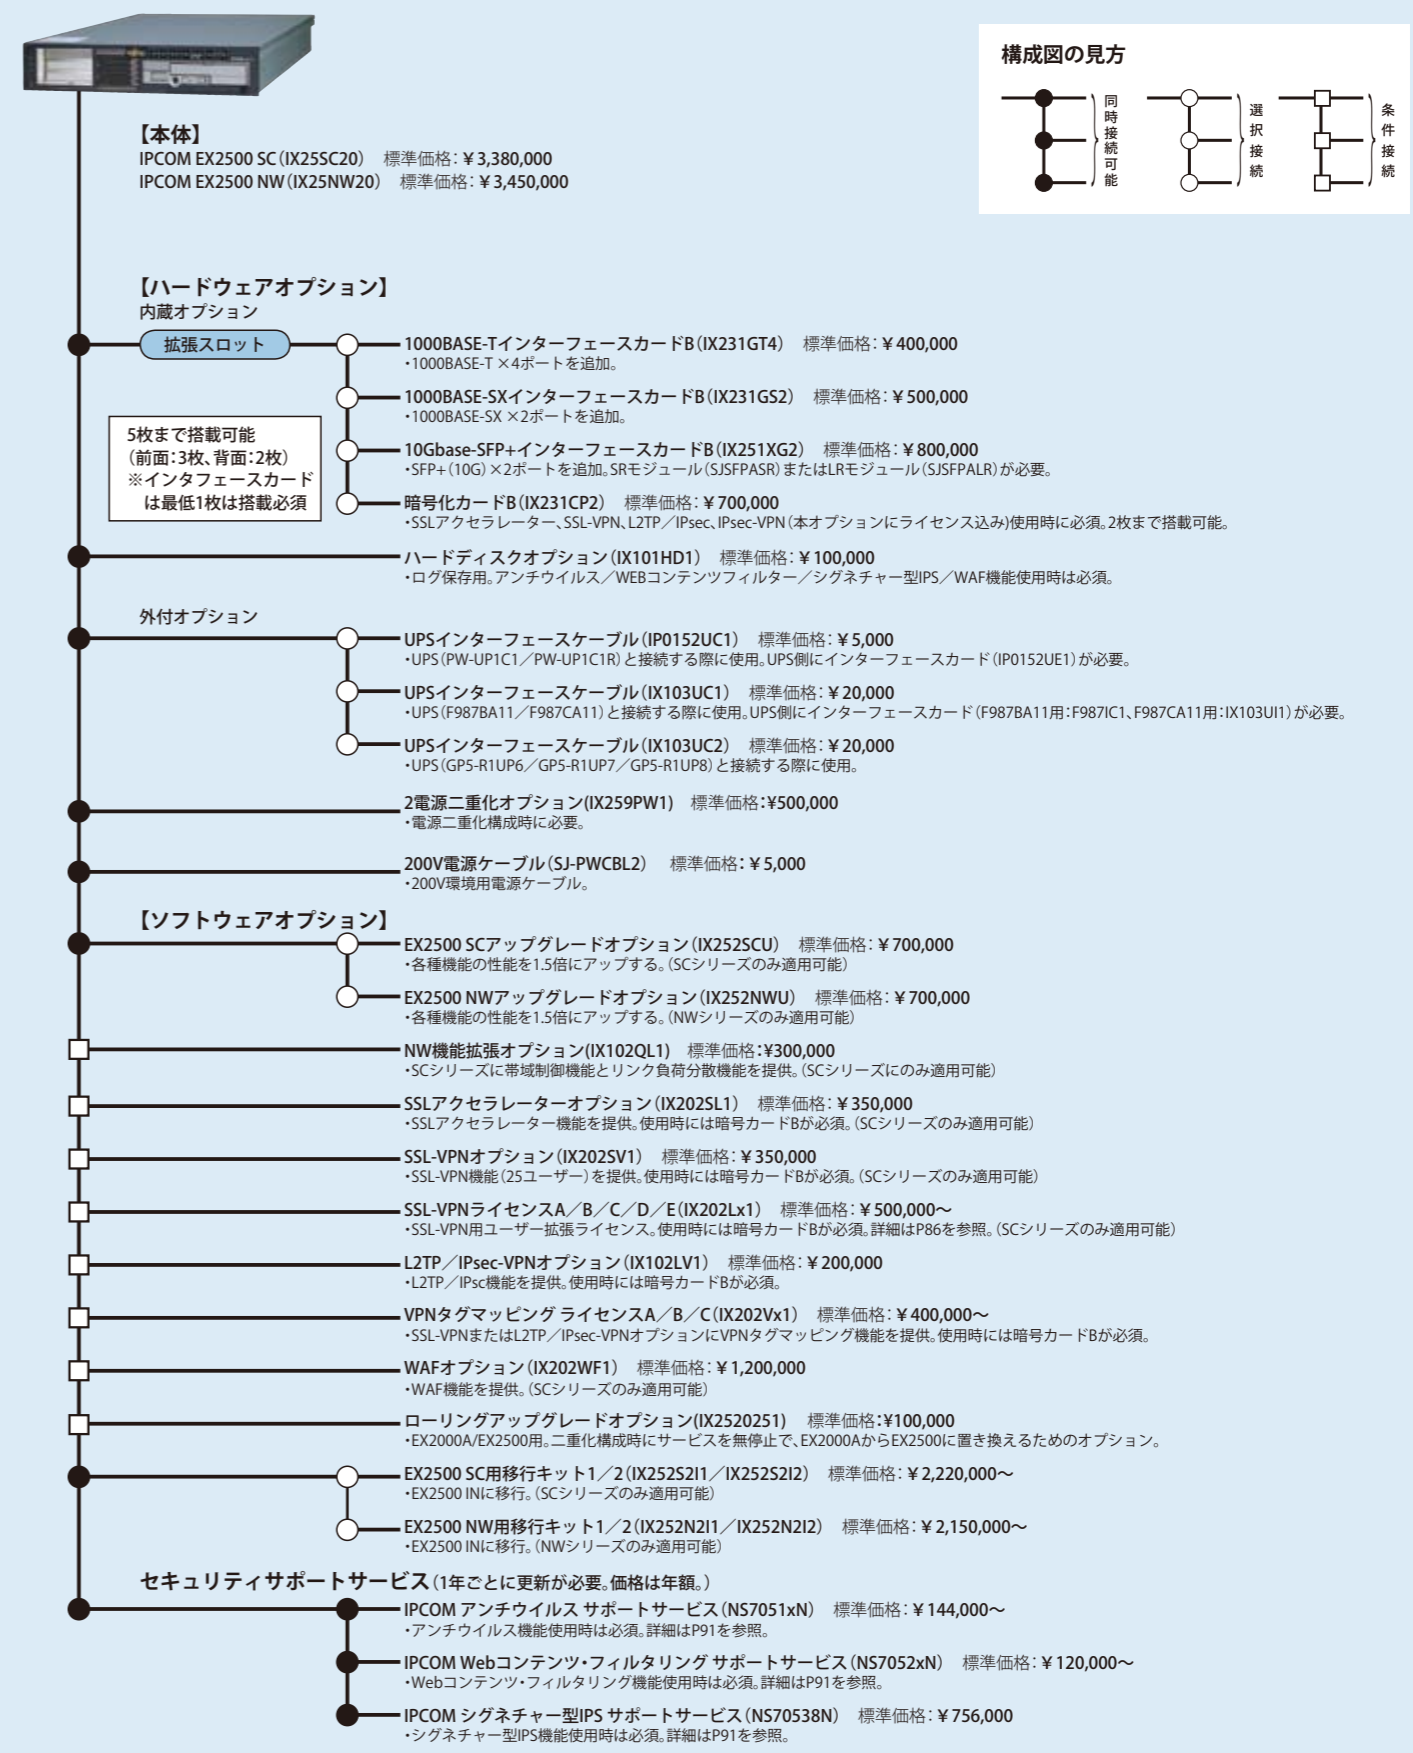 構成図の見方
同時接続可能
選択接続
条件接続
【本体】
IPCOM EX2500 SC（IX25SC20） 標準価格：￥3,380,000
IPCOM EX2500 NW（IX25NW20） 標準価格：￥3,450,000
【ハードウェアオプション】
内蔵オプション
拡張スロット
5枚まで搭載可能
（前面：3枚、背面：2枚）
※インタフェースカード
は最低1枚は搭載必須
1000BASE-TインターフェースカードB（IX231GT4） 標準価格：￥400,000
・1000BASE-T ×4ポートを追加。
1000BASE-SXインターフェースカードB（IX231GS2） 標準価格：￥500,000
・1000BASE-SX ×2ポートを追加。
10Gbase-SFP+インターフェースカードB（IX251XG2） 標準価格：￥800,000
・SFP+（10G）×2ポートを追加。SRモジュール（SJSFPASR）またはLRモジュール（SJSFPALR）が必要。
暗号化カードB（IX231CP2） 標準価格：￥700,000
・SSLアクセラレーター、SSL-VPN、L2TP／IPsec、IPsec-VPN（本オプションにライセンス込み)使用時に必須。2枚まで搭載可能。
ハードディスクオプション（IX101HD1） 標準価格：￥100,000
・ログ保存用。アンチウイルス／WEBコンテンツフィルター／シグネチャー型IPS／WAF機能使用時は必須。
外付オプション
UPSインターフェースケーブル（IP0152UC1） 標準価格：￥5,000
・UPS（PW-UP1C1／PW-UP1C1R）と接続する際に使用。UPS側にインターフェースカード（IP0152UE1）が必要。
UPSインターフェースケーブル（IX103UC1） 標準価格：￥20,000
・UPS（F987BA11／F987CA11）と接続する際に使用。UPS側にインターフェースカード（F987BA11用：F987IC1、F987CA11用：IX103UI1）が必要。
UPSインターフェースケーブル（IX103UC2） 標準価格：￥20,000
・UPS（GP5-R1UP6／GP5-R1UP7／GP5-R1UP8）と接続する際に使用。
2電源二重化オプション(IX259PW1) 標準価格：¥500,000
・電源二重化構成時に必要。
200V電源ケーブル（SJ-PWCBL2） 標準価格：￥5,000
・200V環境用電源ケーブル。
【ソフトウェアオプション】
EX2500 SCアップグレードオプション（IX252SCU） 標準価格：￥700,000
・各種機能の性能を1.5倍にアップする。（SCシリーズのみ適用可能）
EX2500 NWアップグレードオプション（IX252NWU） 標準価格：￥700,000
・各種機能の性能を1.5倍にアップする。（NWシリーズのみ適用可能）
NW機能拡張オプション(IX102QL1) 標準価格：¥300,000
・SCシリーズに帯域制御機能とリンク負荷分散機能を提供。（SCシリーズにのみ適用可能）
SSLアクセラレーターオプション（IX202SL1） 標準価格：￥350,000
・SSLアクセラレーター機能を提供。使用時には暗号カードBが必須。（SCシリーズのみ適用可能）
SSL-VPNオプション（IX202SV1） 標準価格：￥350,000
・SSL-VPN機能（25ユーザー）を提供。使用時には暗号カードBが必須。（SCシリーズのみ適用可能）
SSL-VPNライセンスA／B／C／D／E（IX202Lx1） 標準価格：￥500,000～
・SSL-VPN用ユーザー拡張ライセンス。使用時には暗号カードBが必須。詳細はP86を参照。（SCシリーズのみ適用可能）
L2TP／IPsec-VPNオプション（IX102LV1） 標準価格：￥200,000
・L2TP／IPsc機能を提供。使用時には暗号カードBが必須。
VPNタグマッピング ライセンスA／B／C（IX202Vx1） 標準価格：￥400,000～
・SSL-VPNまたはL2TP／IPsec-VPNオプションにVPNタグマッピング機能を提供。使用時には暗号カードBが必須。
WAFオプション（IX202WF1） 標準価格：￥1,200,000
・WAF機能を提供。（SCシリーズのみ適用可能）
ローリングアップグレードオプション(IX2520251) 標準価格：¥100,000
・EX2000A/EX2500用。二重化構成時にサービスを無停止で、EX2000AからEX2500に置き換えるためのオプション。
EX2500 SC用移行キット1／2（IX252S2I1／IX252S2I2） 標準価格：￥2,220,000～
・EX2500 INに移行。（SCシリーズのみ適用可能）
EX2500 NW用移行キット1／2（IX252N2I1／IX252N2I2） 標準価格：￥2,150,000～
・EX2500 INに移行。（NWシリーズのみ適用可能）
セキュリティサポートサービス（1年ごとに更新が必要。価格は年額。）
IPCOM アンチウイルス サポートサービス（NS7051xN） 標準価格：￥144,000～
・アンチウイルス機能使用時は必須。詳細はP91を参照。
IPCOM Webコンテンツ・フィルタリング サポートサービス（NS7052xN） 標準価格：￥120,000～
・Webコンテンツ・フィルタリング機能使用時は必須。詳細はP91を参照。
IPCOM シグネチャー型IPS サポートサービス（NS70538N） 標準価格：￥756,000
・シグネチャー型IPS機能使用時は必須。詳細はP91を参照。